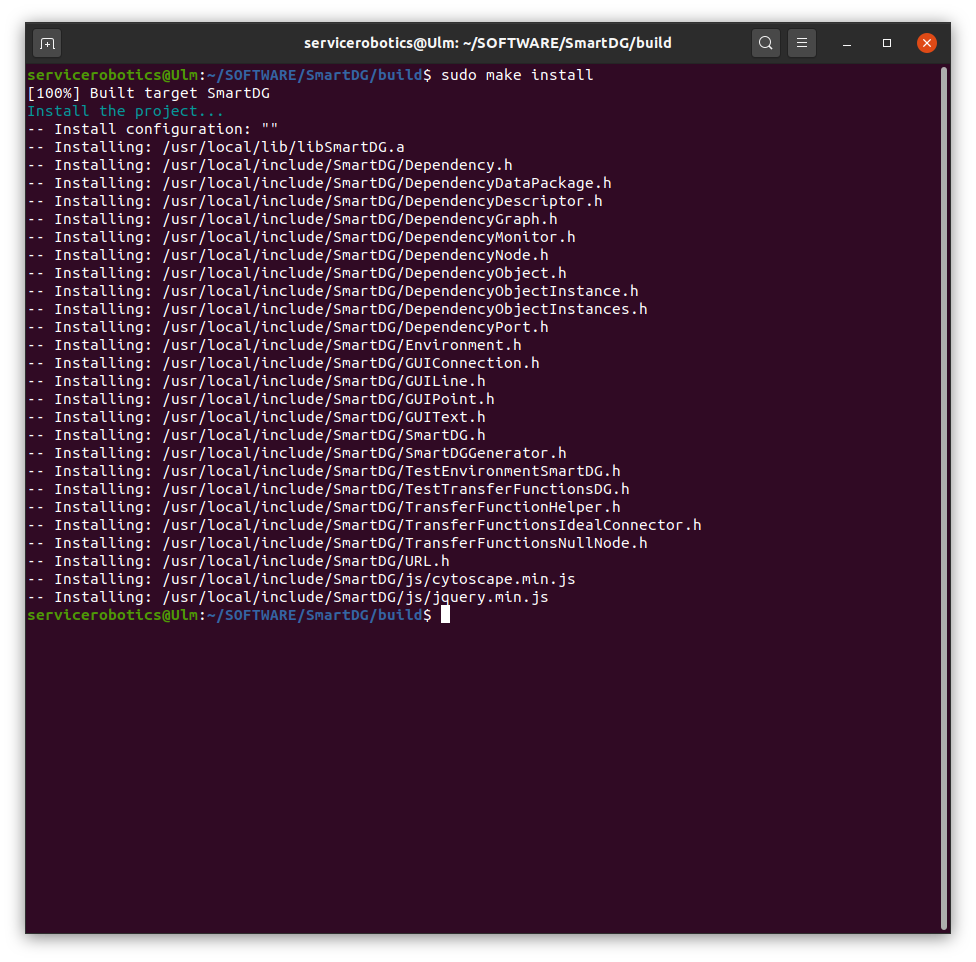 servicerobotics@Ulm: ~/SOFTWARE/SmartDG/build
servicerobotics@Ulm:~/SOFTWARE/SmartDG/build$ sudo make install
[100%] Built target SmartDG
Install the project...
-- Install configuration: ""
-- Installing: /usr/local/lib/libSmartDG.a
-- Installing: /usr/local/include/SmartDG/Dependency.h
-- Installing: /usr/local/include/SmartDG/DependencyDataPackage.h
-- Installing: /usr/local/include/SmartDG/DependencyDescriptor.h
-- Installing: /usr/local/include/SmartDG/DependencyGraph.h
-- Installing: /usr/local/include/SmartDG/DependencyMonitor.h
-- Installing: /usr/local/include/SmartDG/DependencyNode.h
-- Installing: /usr/local/include/SmartDG/DependencyObject.h
-- Installing: /usr/local/include/SmartDG/DependencyObjectInstance.h
-- Installing: /usr/local/include/SmartDG/DependencyObjectInstances.h
-- Installing: /usr/local/include/SmartDG/DependencyPort.h
-- Installing: /usr/local/include/SmartDG/Environment.h
-- Installing: /usr/local/include/SmartDG/GUIConnection.h
-- Installing: /usr/local/include/SmartDG/GUILine.h
-- Installing: /usr/local/include/SmartDG/GUIPoint.h
-- Installing: /usr/local/include/SmartDG/GUIText.h
-- Installing: /usr/local/include/SmartDG/SmartDG.h
-- Installing: /usr/local/include/SmartDG/SmartDGGenerator.h
-- Installing: /usr/local/include/SmartDG/TestEnvironmentSmartDG.h
-- Installing: /usr/local/include/SmartDG/TestTransferFunctionsDG.h
-- Installing: /usr/local/include/SmartDG/TransferFunctionHelper.h
-- Installing: /usr/local/include/SmartDG/TransferFunctionsIdealConnector.h
-- Installing: /usr/local/include/SmartDG/TransferFunctionsNullNode.h
-- Installing: /usr/local/include/SmartDG/URL.h
-- Installing: /usr/local/include/SmartDG/js/cytoscape.min.js
-- Installing: /usr/local/include/SmartDG/js/jquery.min.js
servicerobotics@Ulm:~/SOFTWARE/SmartDG/build$